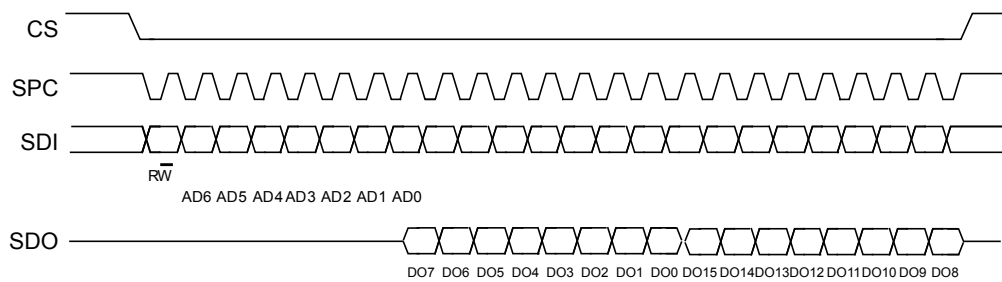 CS
SPC
SDI
RW
AD6 AD5 AD4 AD3 AD2 AD1 AD0
SDO
DO7 DO6 DO5 DO4 DO3 DO2 DO1 DO0 DO15 DO14 DO13 DO12 DO11 DO10 DO9 DO8